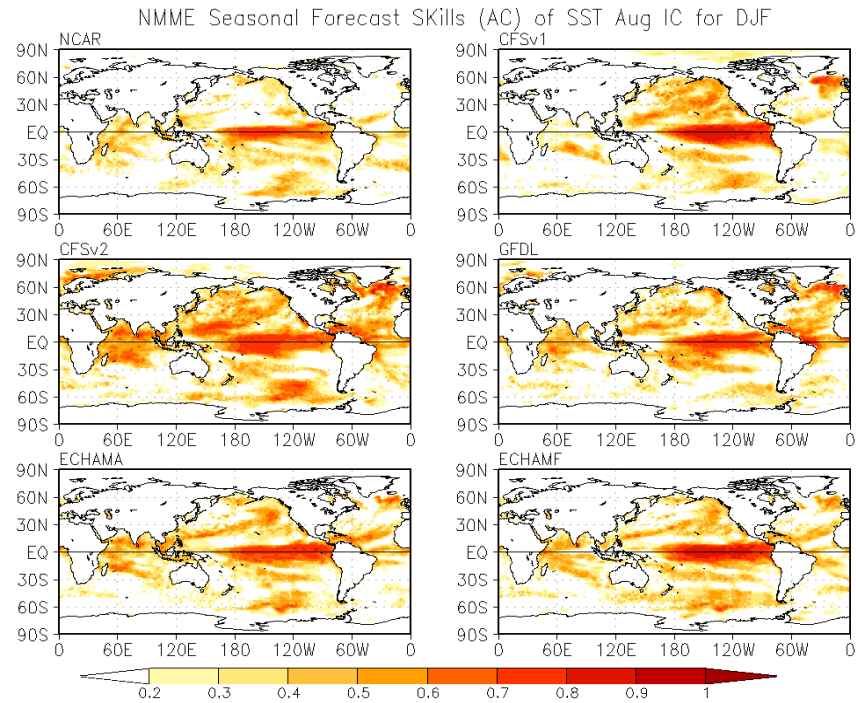 NMME Seasonal Forecast SKills (AC) of SST Aug IC for DJF
NCAR
90N
60N
30N
EQ
30S
60S
90S
0 60E 120E 180 120W 60W 0
CFSv1
90N
60N
30N
EQ
30S
60S
90S
0 60E 120E 180 120W 60W 0
CFSv2
90N
60N
30N
EQ
30S
60S
90S
0 60E 120E 180 120W 60W 0
GFDL
90N
60N
30N
EQ
30S
60S
90S
0 60E 120E 180 120W 60W 0
ECHAMA
90N
60N
30N
EQ
30S
60S
90S
0 60E 120E 180 120W 60W 0
ECHAMF
90N
60N
30N
EQ
30S
60S
90S
0 60E 120E 180 120W 60W 0
0.2 0.3 0.4 0.5 0.6 0.7 0.8 0.9 1